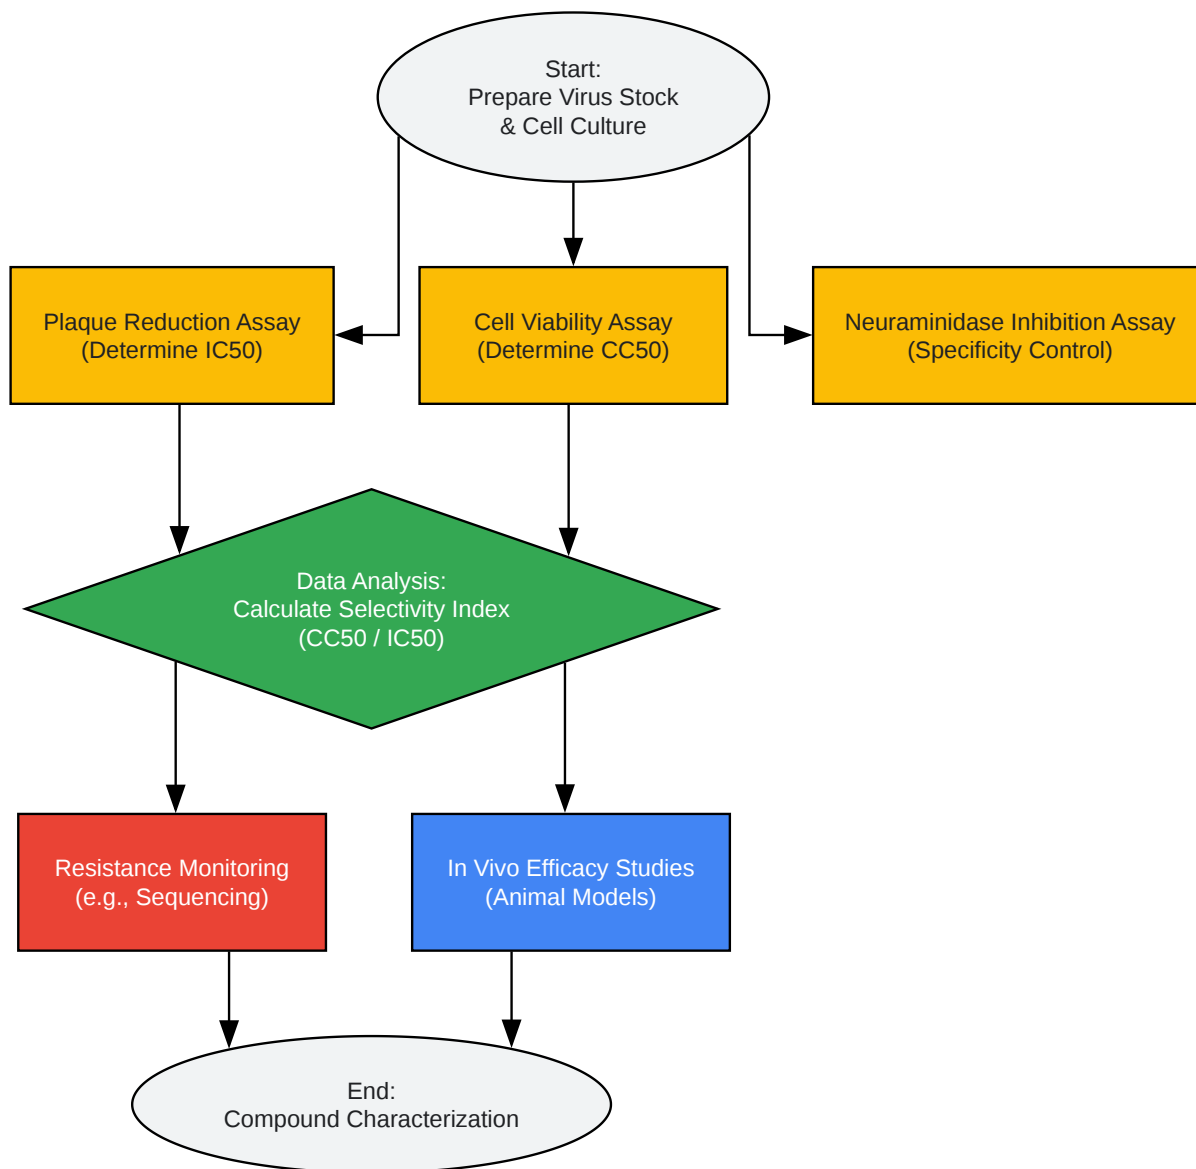 Start:
Prepare Virus Stock
& Cell Culture
Plaque Reduction Assay
(Determine IC50)
Cell Viability Assay
(Determine CC50)
Neuraminidase Inhibition Assay
(Specificity Control)
Data Analysis:
Calculate Selectivity Index
(CC50 / IC50)
Resistance Monitoring
(e.g., Sequencing)
In Vivo Efficacy Studies
(Animal Models)
End:
Compound Characterization